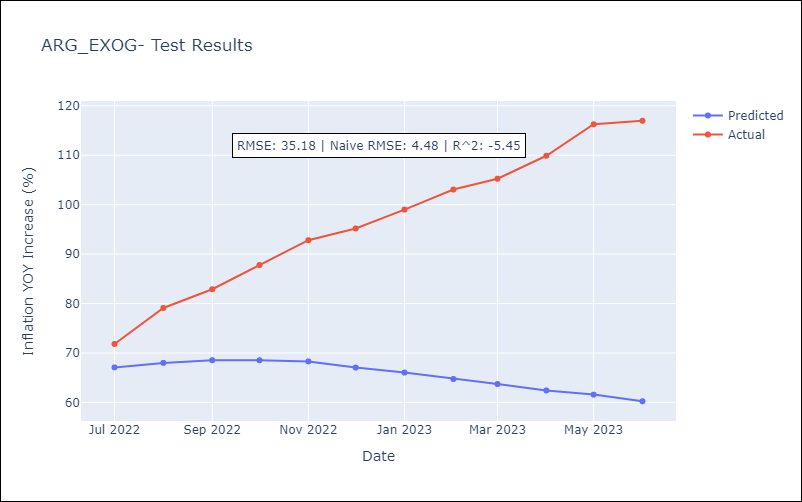 ARG_EXOG- Test Results
Predicted
Actual
RMSE: 35.18 | Naive RMSE: 4.48 | R^2: -5.45
Inflation YOY Increase (%)
120
110
100
90
80
70
60
Jul 2022
Sep 2022
Nov 2022
Jan 2023
Mar 2023
May 2023
Date